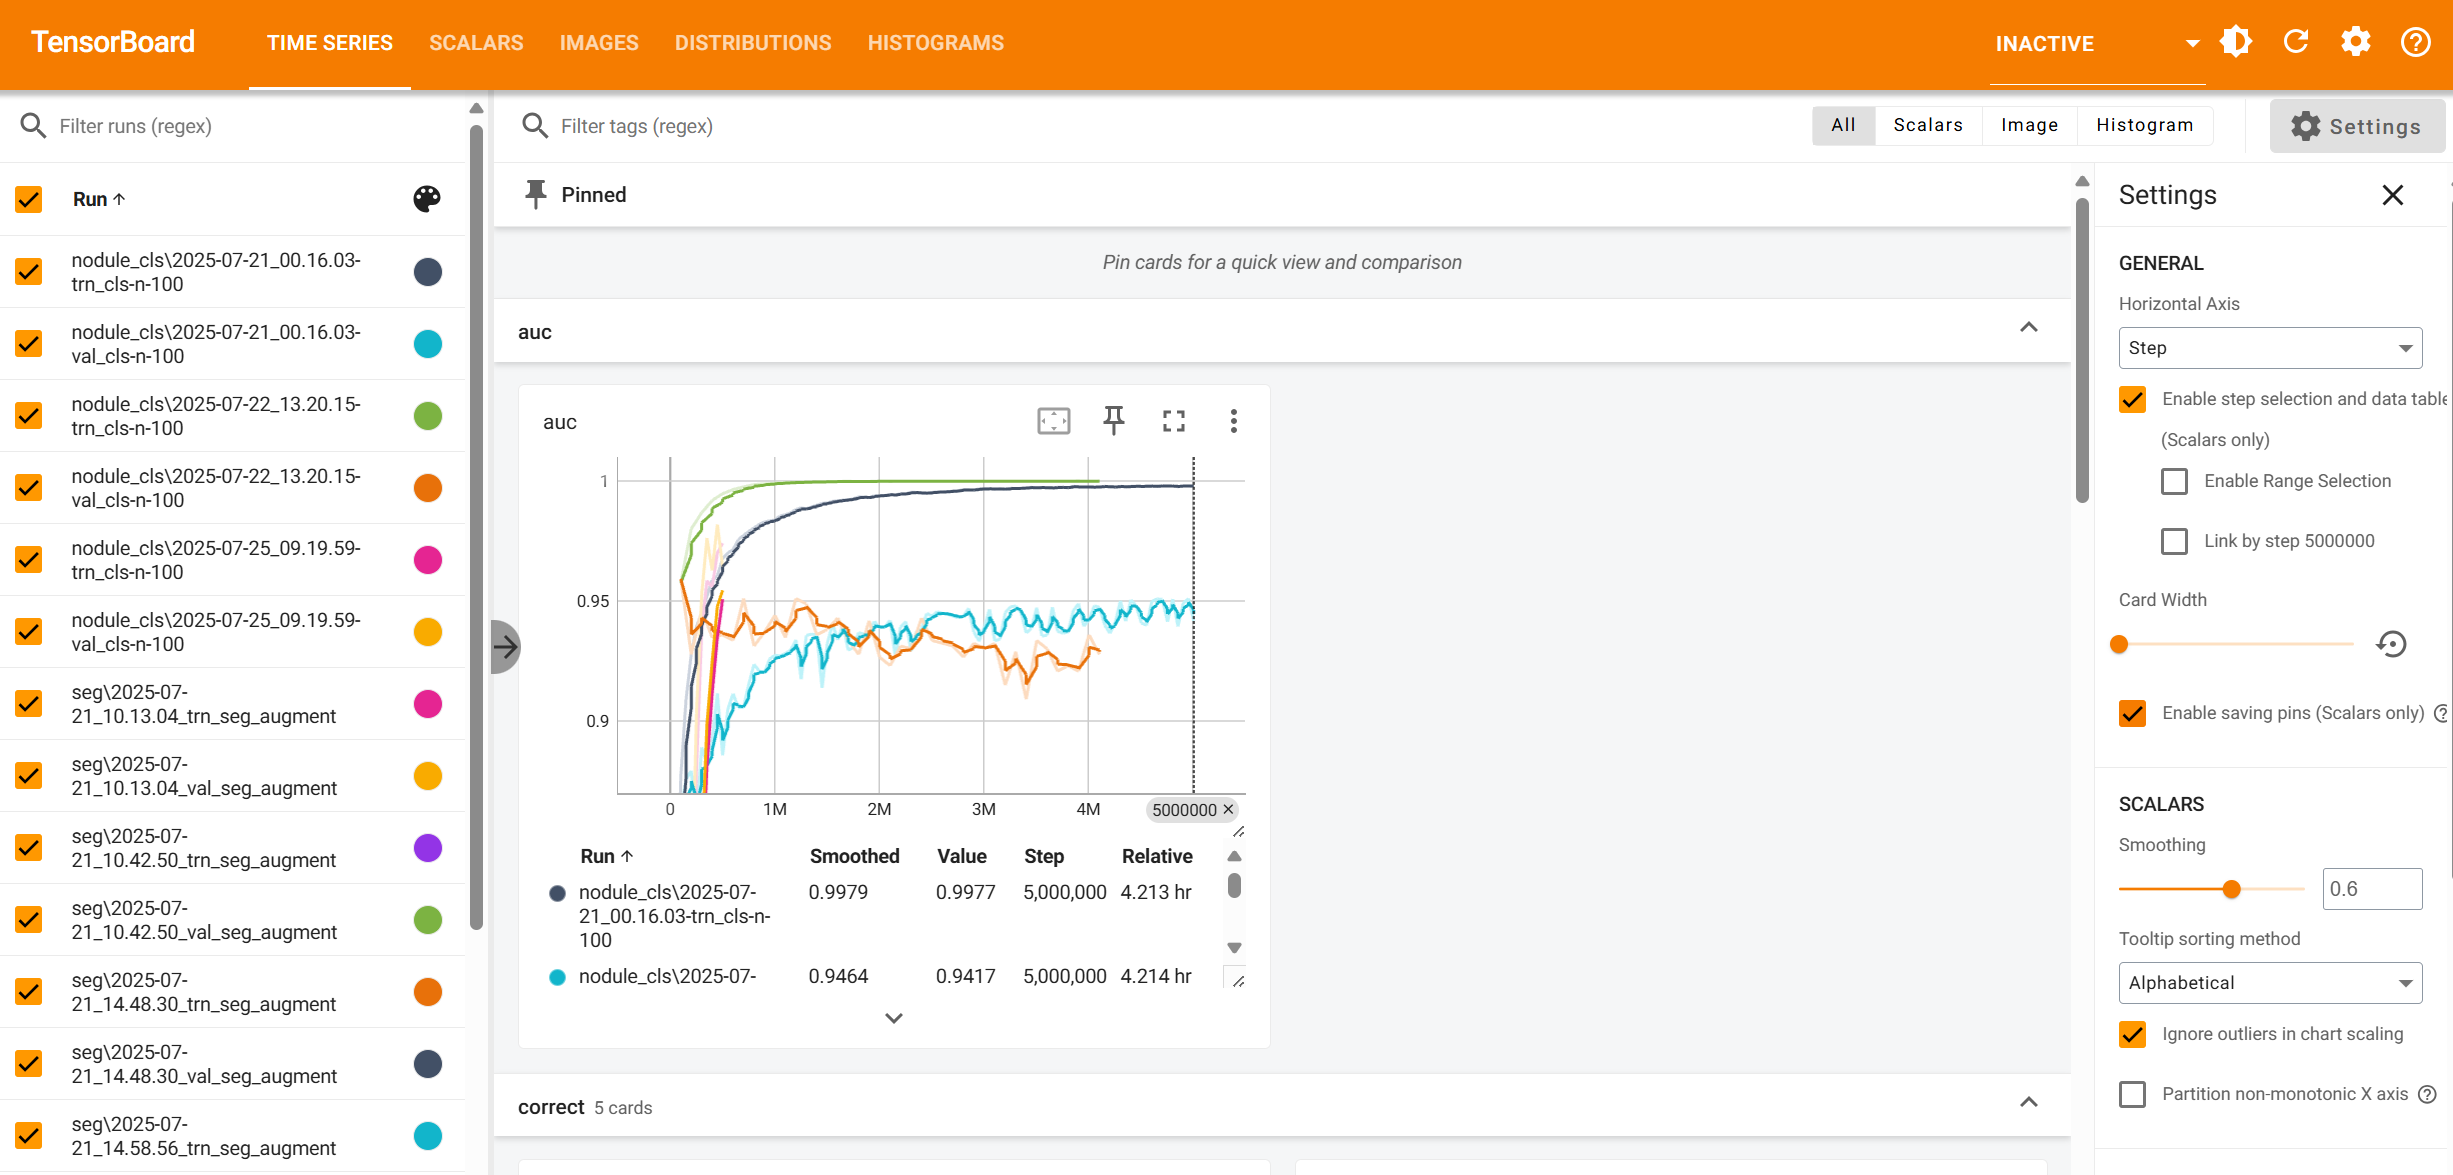 TensorBoard
TIME SERIES
SCALARS
IMAGES
DISTRIBUTIONS
HISTOGRAMS
INACTIVE
Filter runs (regex)
Run
nodule_cls\2025-07-21_00.16.03-
trn_cls-n-100
nodule_cls\2025-07-21_00.16.03-
val_cls-n-100
nodule_cls\2025-07-22_13.20.15-
trn_cls-n-100
nodule_cls\2025-07-22_13.20.15-
val_cls-n-100
nodule_cls\2025-07-25_09.19.59-
trn_cls-n-100
nodule_cls\2025-07-25_09.19.59-
val_cls-n-100
seg\2025-07-
21_10.13.04_trn_seg_augment
seg\2025-07-
21_10.13.04_val_seg_augment
seg\2025-07-
21_10.42.50_trn_seg_augment
seg\2025-07-
21_10.42.50_val_seg_augment
seg\2025-07-
21_14.48.30_trn_seg_augment
seg\2025-07-
21_14.48.30_val_seg_augment
seg\2025-07-
21_14.58.56_trn_seg_augment
Filter tags (regex)
All
Scalars
Image
Histogram
Settings
Pinned
Pin cards for a quick view and comparison
auc
auc
1
0.95
0.9
0 1M 2M 3M 4M 5000000
Run Smoothed Value Step Relative
nodule_cls\2025-07- 0.9979 0.9977 5,000,000 4.213 hr
21_00.16.03-trn_cls-n-
100
nodule_cls\2025-07- 0.9464 0.9417 5,000,000 4.214 hr
correct 5 cards
Settings
GENERAL
Horizontal Axis
Step
Enable step selection and data table
(Scalars only)
Enable Range Selection
Link by step 5000000
Card Width
Enable saving pins (Scalars only)
SCALARS
Smoothing
0.6
Tooltip sorting method
Alphabetical
Ignore outliers in chart scaling
Partition non-monotonic X axis